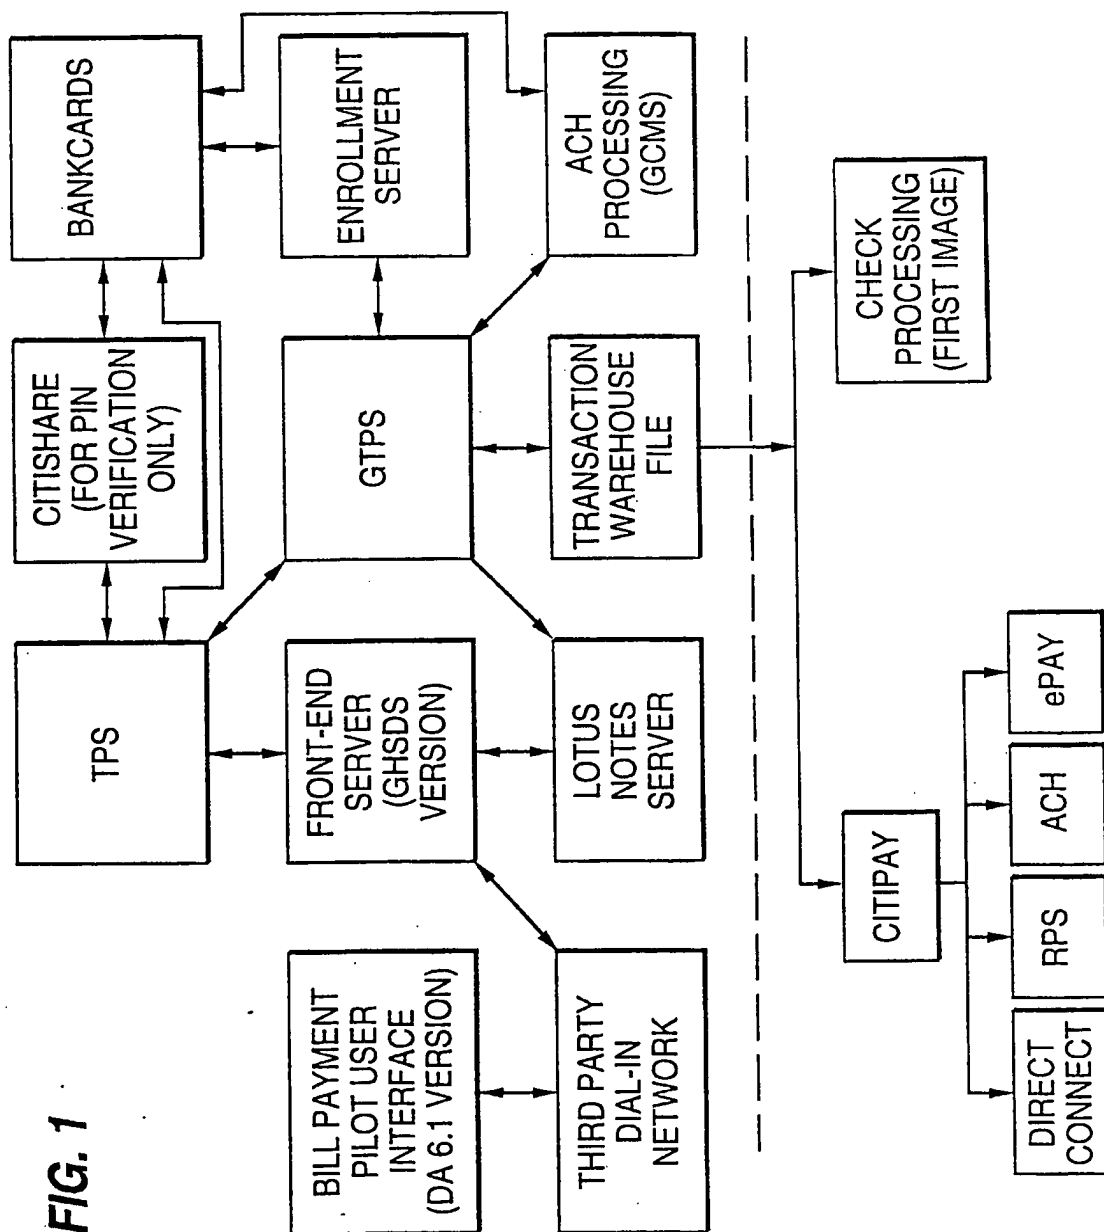 FIG. 1
TPS
CITISHARE
(FOR PIN
VERIFICATION
ONLY)
BANKCARDS
BILL PAYMENT
PILOT USER
INTERFACE
(DA 6.1 VERSION)
FRONT-END
SERVER
(GHSDS
VERSION)
GTPS
ENROLLMENT
SERVER
THIRD PARTY
DIAL-IN
NETWORK
LOTUS
NOTES
SERVER
TRANSACTION
WAREHOUSE
FILE
ACH
PROCESSING
(GCMS)
CITIPAY
CHECK
PROCESSING
(FIRST IMAGE)
DIRECT
CONNECT
RPS
ACH
ePAY